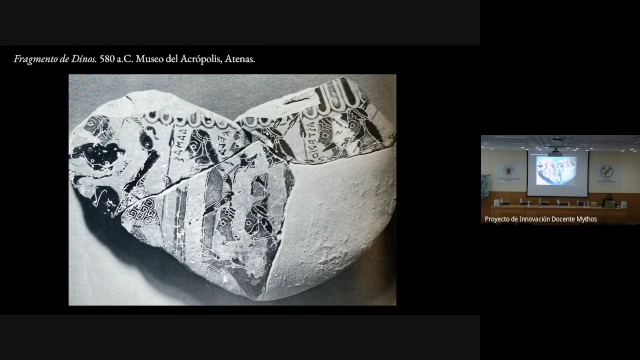 Fragmento de Dinos. 580 a.C. Museo del Acrópolis, Atenas.
Proyecto de Innovación Docente Mythos